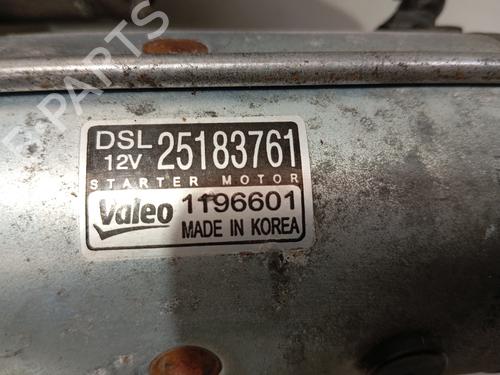 B-PARTS
DSL 12V 25183761
STARTER MOTOR
Valeo 1196601
MADE IN KOREA